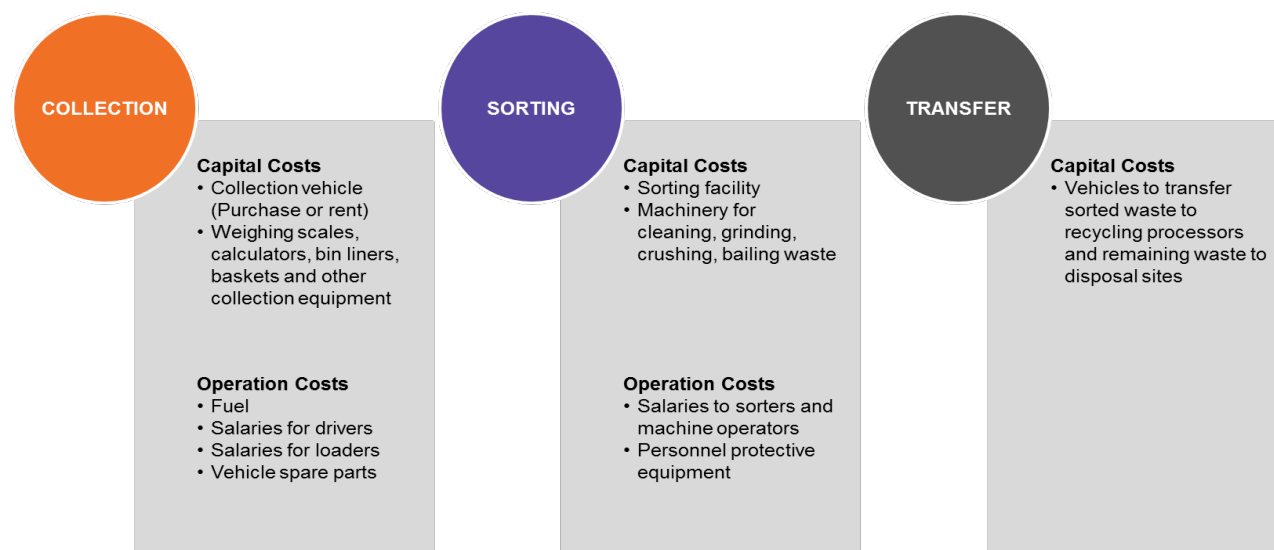 COLLECTION
Capital Costs
• Collection vehicle
(Purchase or rent)
• Weighing scales,
calculators, bin liners,
baskets and other
collection equipment
Operation Costs
• Fuel
• Salaries for drivers
• Salaries for loaders
• Vehicle spare parts
SORTING
Capital Costs
• Sorting facility
• Machinery for
cleaning, grinding,
crushing, bailing waste
Operation Costs
• Salaries to sorters and
machine operators
• Personnel protective
equipment
TRANSFER
Capital Costs
• Vehicles to transfer
sorted waste to
recycling processors
and remaining waste to
disposal sites